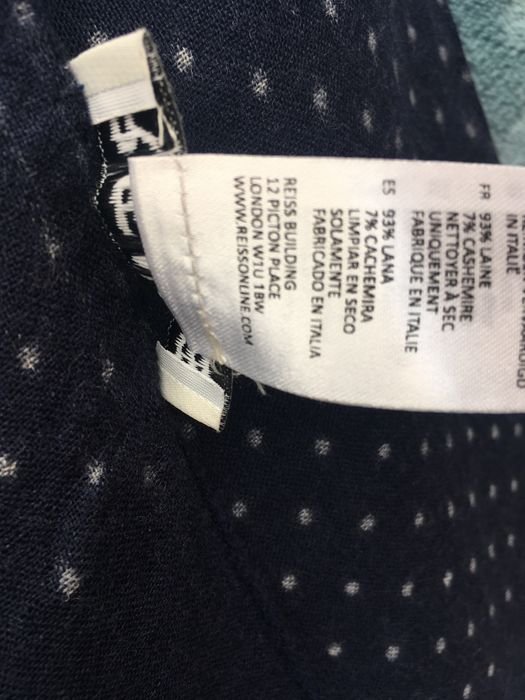 IN ITALIE
FR 93% LAINE
7% CASHEMIRE
NETTOYER À SEC
UNIQUEMENT
FABRIQUE EN ITALIE
ES 93% LANA
7% CACHEMIRA
LIMPIAR EN SECO
SOLAMENTE
FABRICADO EN ITALIA
REISS BUILDING
12 PICTON PLACE
LONDON W1U 1BW
WWW.REISSONLINE.COM